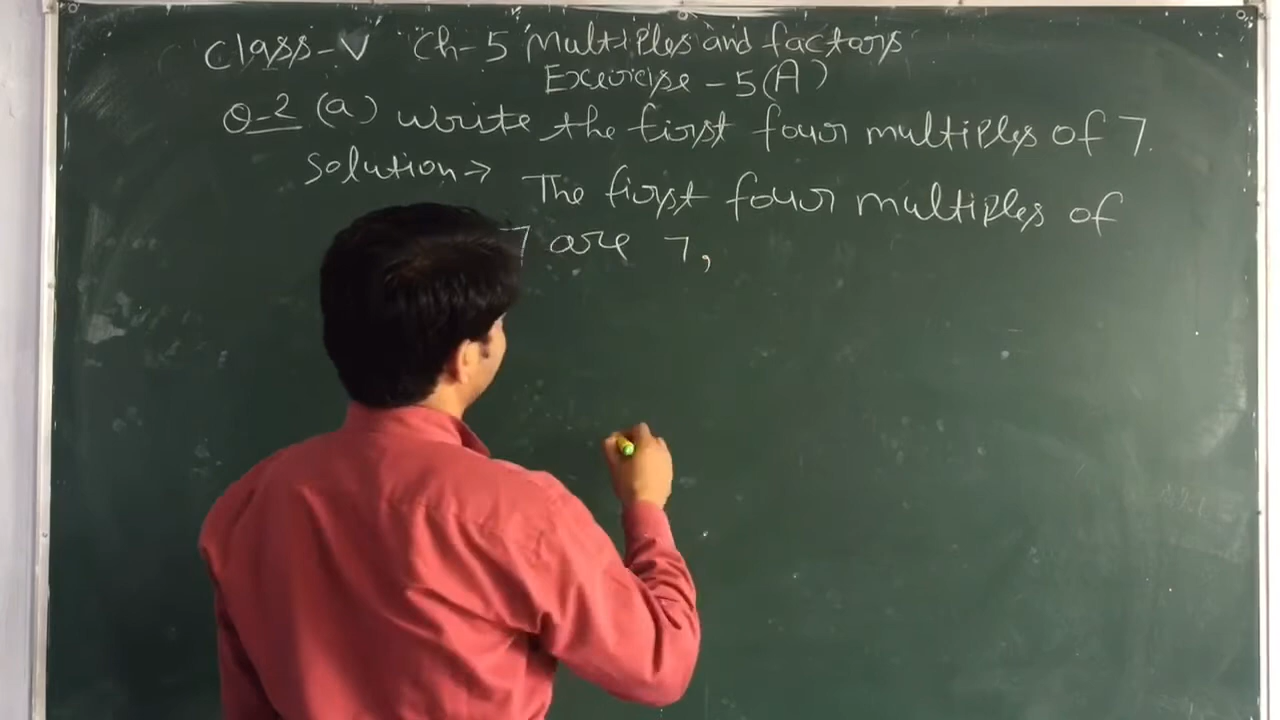 Class-V Ch-5 Multiples and factors
Excercise - 5(A)
Q-2 (a) write the first four multiples of 7.
Solution→ The first four multiples of
7 are 7,